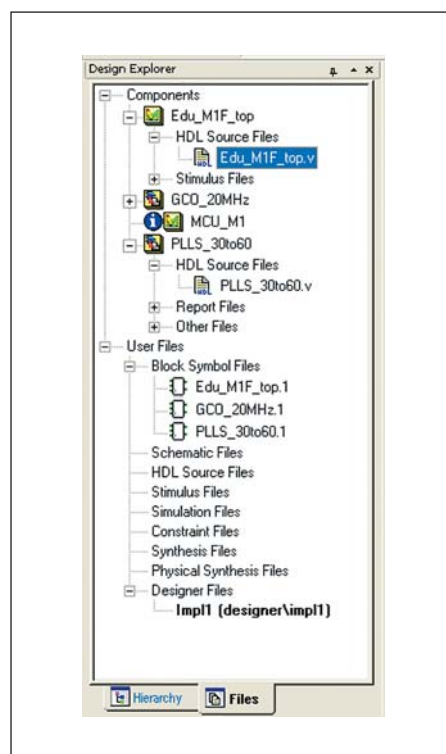 Design Explorer
Components
Edu_M1F_top
HDL Source Files
Edu_M1F_top.v
Stimulus Files
GCO_20MHz
MCU_M1
PLLS_30to60
HDL Source Files
PLLS_30to60.v
Report Files
Other Files
User Files
Block Symbol Files
Edu_M1F_top.1
GCO_20MHz.1
PLLS_30to60.1
Schematic Files
HDL Source Files
Stimulus Files
Simulation Files
Constraint Files
Synthesis Files
Physical Synthesis Files
Designer Files
Impl1 (designer\impl1)
Hierarchy Files